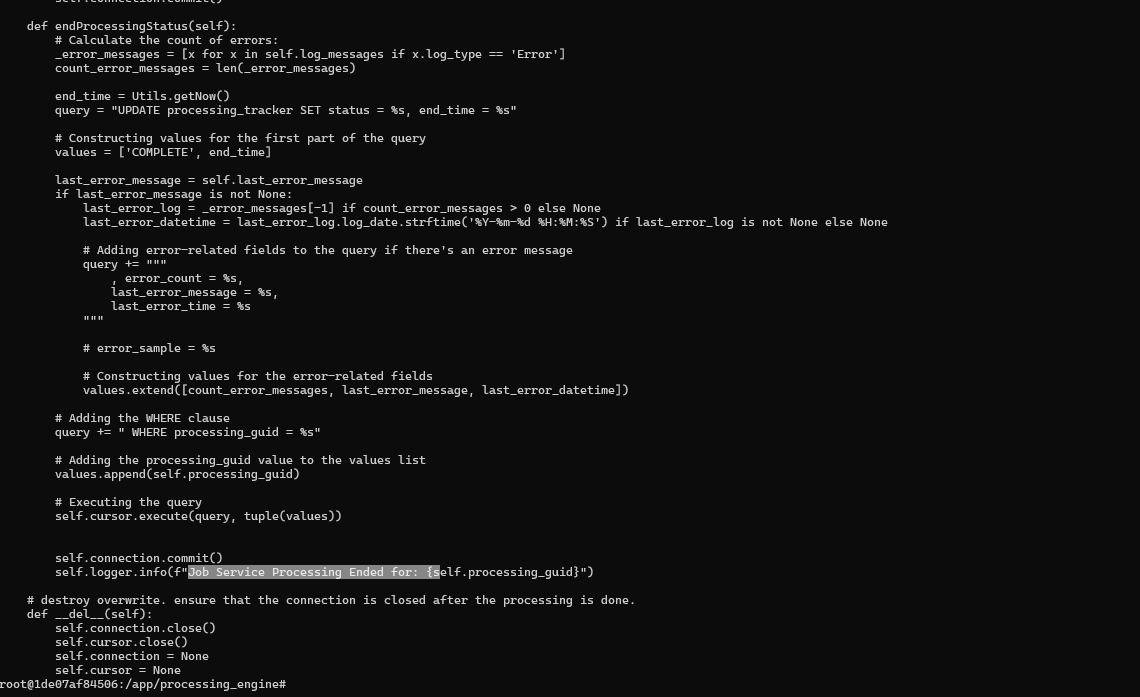 self.connection.commit()

    def endProcessingStatus(self):
        # Calculate the count of errors:
        _error_messages = [x for x in self.log_messages if x.log_type == 'Error']
        count_error_messages = len(_error_messages)

        end_time = Utils.getNow()
        query = "UPDATE processing_tracker SET status = %s, end_time = %s"

        # Constructing values for the first part of the query
        values = ['COMPLETE', end_time]

        last_error_message = self.last_error_message
        if last_error_message is not None:
            last_error_log = _error_messages[-1] if count_error_messages > 0 else None
            last_error_datetime = last_error_log.log_date.strftime('%Y-%m-%d %H:%M:%S') if last_error_log is not None else None

            # Adding error-related fields to the query if there's an error message
            query += """
                , error_count = %s,
                last_error_message = %s,
                last_error_time = %s
            """

            # error_sample = %s

            # Constructing values for the error-related fields
            values.extend([count_error_messages, last_error_message, last_error_datetime])

        # Adding the WHERE clause
        query += " WHERE processing_guid = %s"

        # Adding the processing_guid value to the values list
        values.append(self.processing_guid)

        # Executing the query
        self.cursor.execute(query, tuple(values))


        self.connection.commit()
        self.logger.info(f"Job Service Processing Ended for: {self.processing_guid}")

    # destroy overwrite. ensure that the connection is closed after the processing is done.
    def __del__(self):
        self.connection.close()
        self.cursor.close()
        self.connection = None
        self.cursor = None
root@1de07af84506:/app/processing_engine#